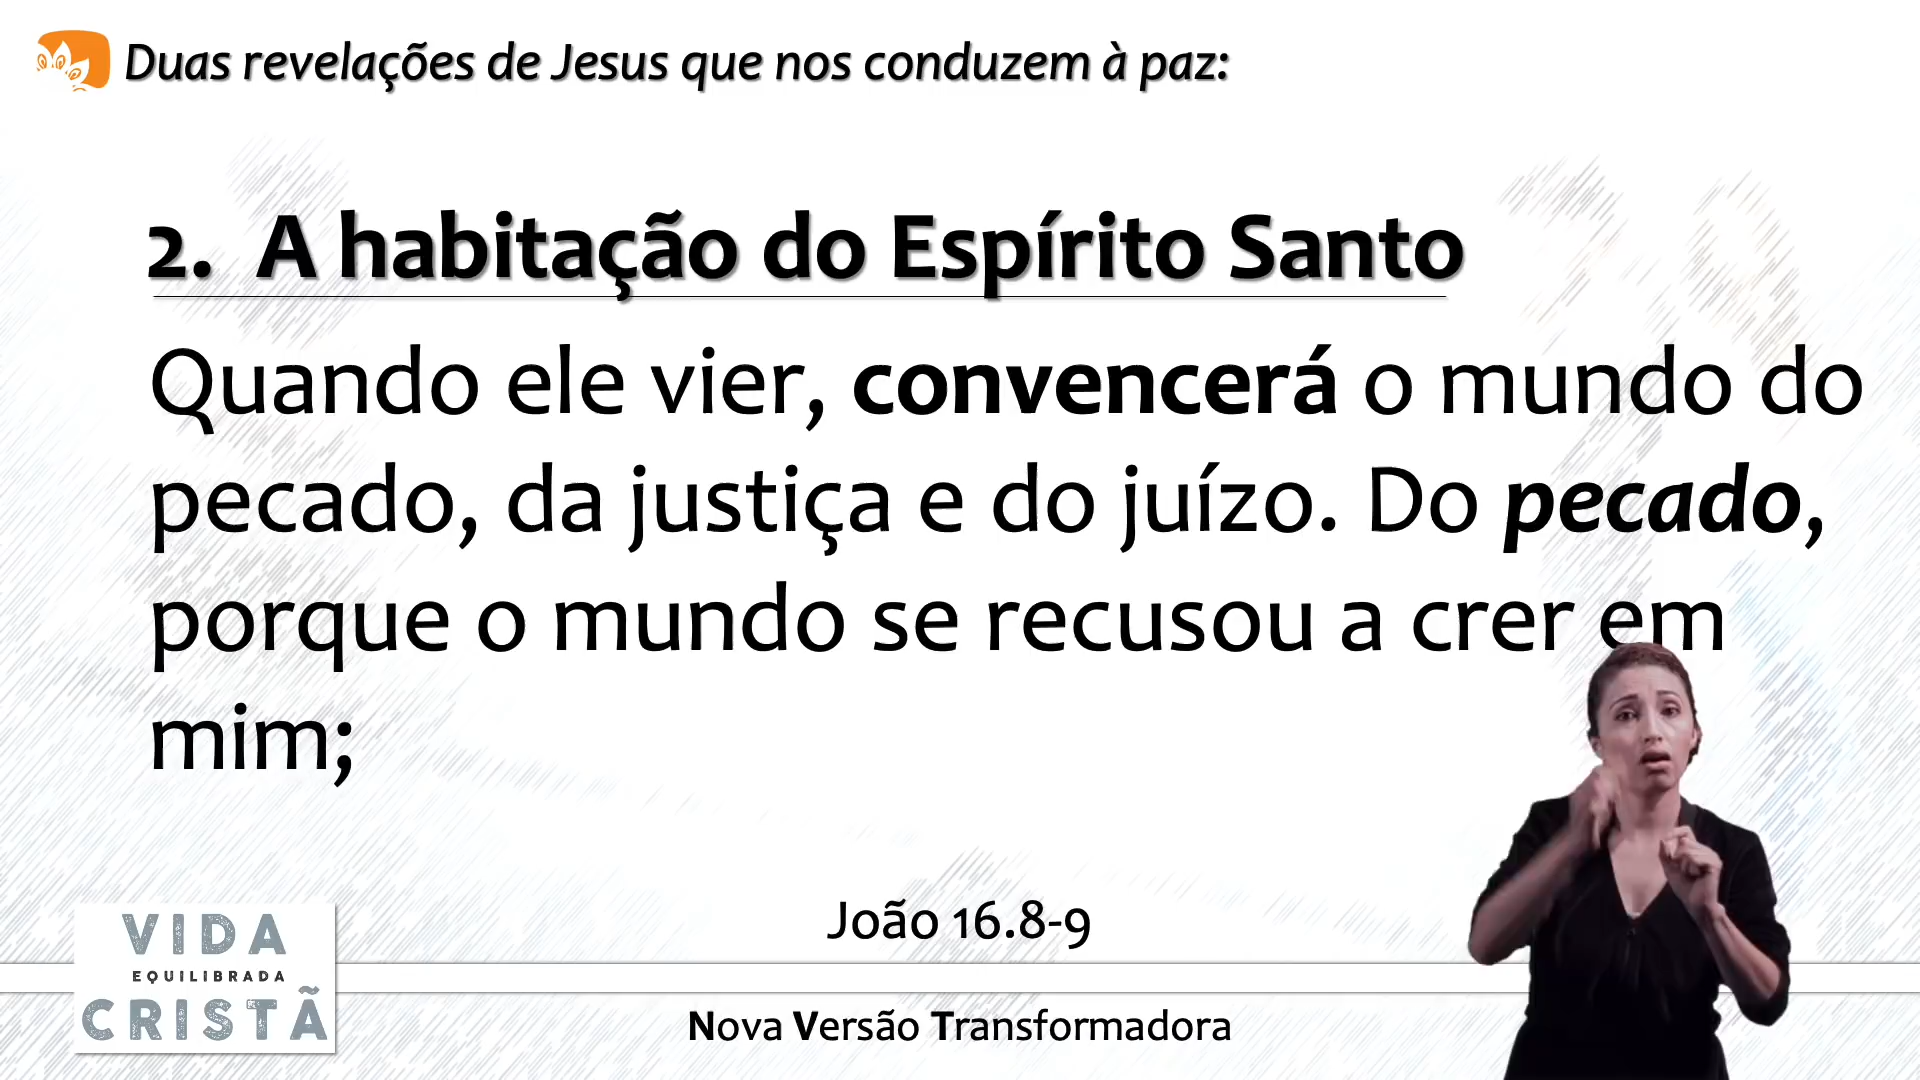 Duas revelações de Jesus que nos conduzem à paz:
2. A habitação do Espírito Santo
Quando ele vier, convencerá o mundo do
pecado, da justiça e do juízo. Do pecado,
porque o mundo se recusou a crer em
mim;
João 16.8-9
VIDA
EQUILIBRADA
CRISTÃ
Nova Versão Transformadora